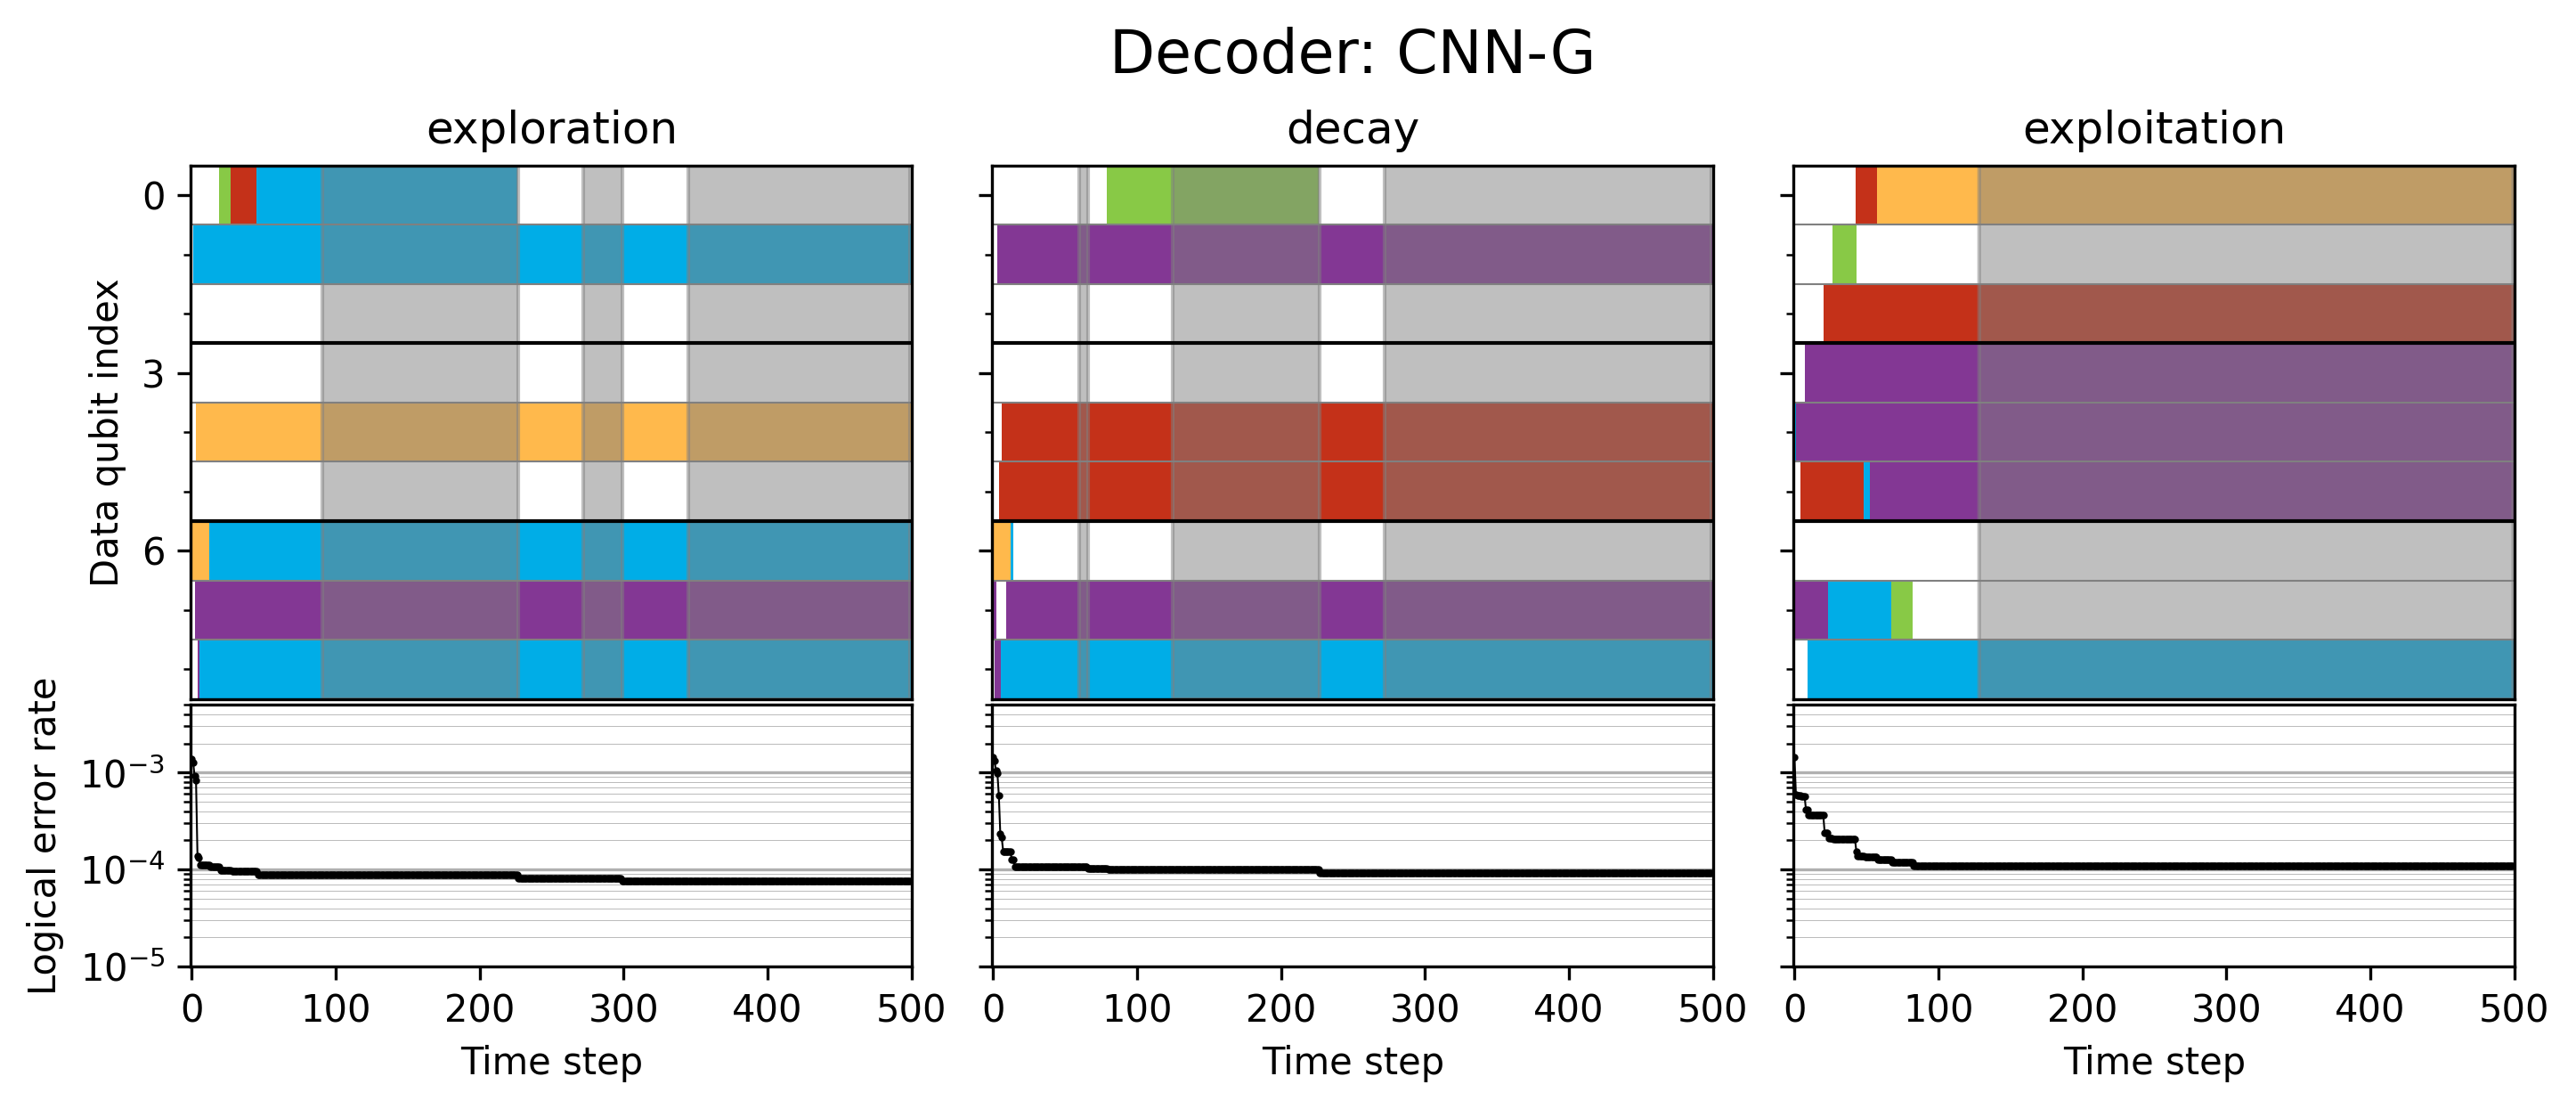 Decoder: CNN-G
exploration
decay
exploitation
Data qubit index
0
3
6
Logical error rate
10⁻³
10⁻⁴
10⁻⁵
0 100 200 300 400 500
0 100 200 300 400 500
0 100 200 300 400 500
Time step
Time step
Time step